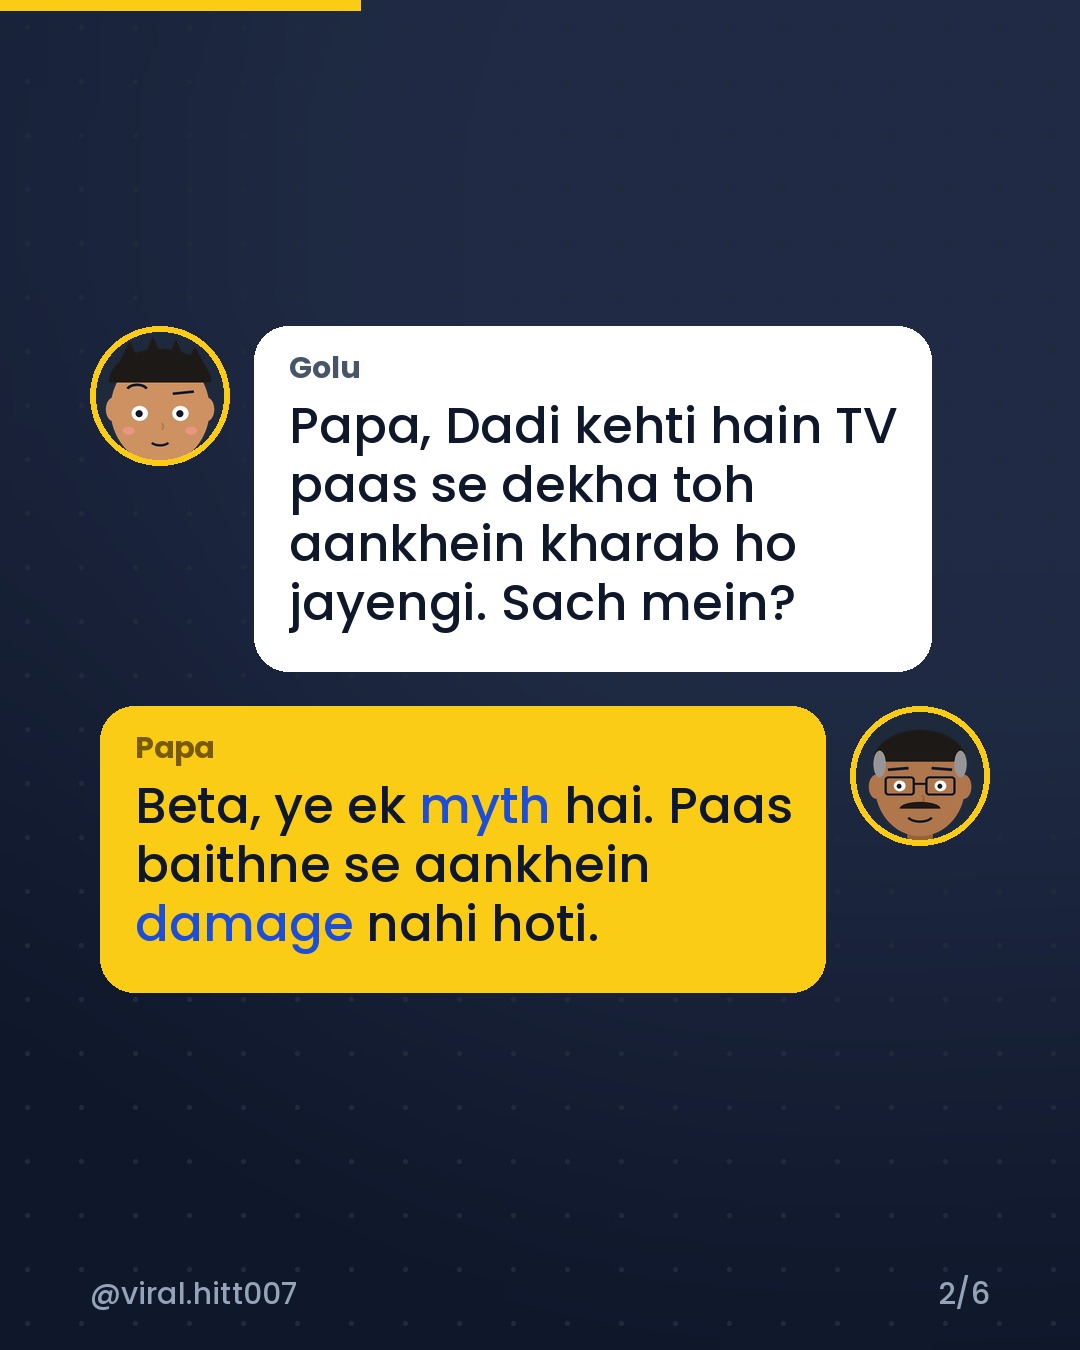 Golu
Papa, Dadi kehti hain TV
paas se dekha toh
aankhein kharab ho
jayengi. Sach mein?
Papa
Beta, ye ek myth hai. Paas
baithne se aankhein
damage nahi hoti.
@viral.hitt007
2/6